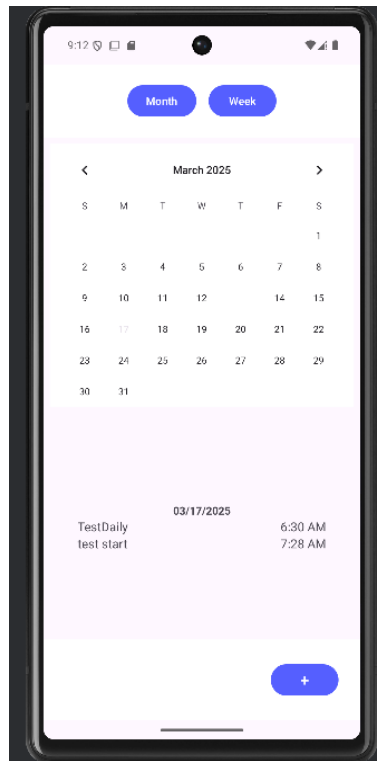 9:12
Month Week
March 2025
S M T W T F S
1
2 3 4 5 6 7 8
9 10 11 12 14 15
16 17 18 19 20 21 22
23 24 25 26 27 28 29
30 31
03/17/2025
TestDaily 6:30 AM
test start 7:28 AM
+